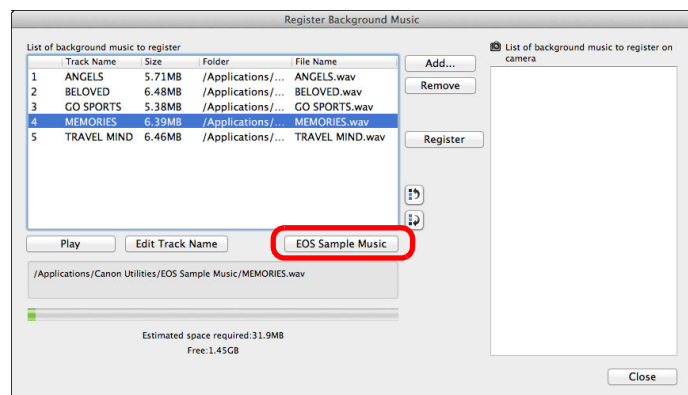 Register Background Music
List of background music to register
Track Name Size Folder File Name
1 ANGELS 5.71MB /Applications/... ANGELS.wav
2 BELOVED 6.48MB /Applications/... BELOVED.wav
3 GO SPORTS 5.38MB /Applications/... GO SPORTS.wav
4 MEMORIES 6.39MB /Applications/... MEMORIES.wav
5 TRAVEL MIND 6.46MB /Applications/... TRAVEL MIND.wav
Play Edit Track Name EOS Sample Music
/Applications/Canon Utilities/EOS Sample Music/MEMORIES.wav
Estimated space required:31.9MB
Free:1.45GB
Add...
Remove
Register
List of background music to register on
camera
Close